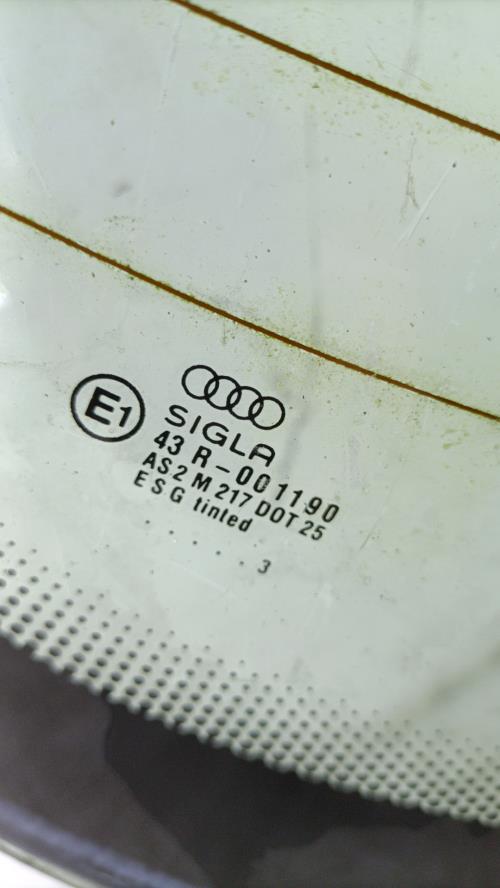 E1
SIGLA
43 R-001190
AS2 M 217 DOT 25
E S G tinted
. . . . . . 3